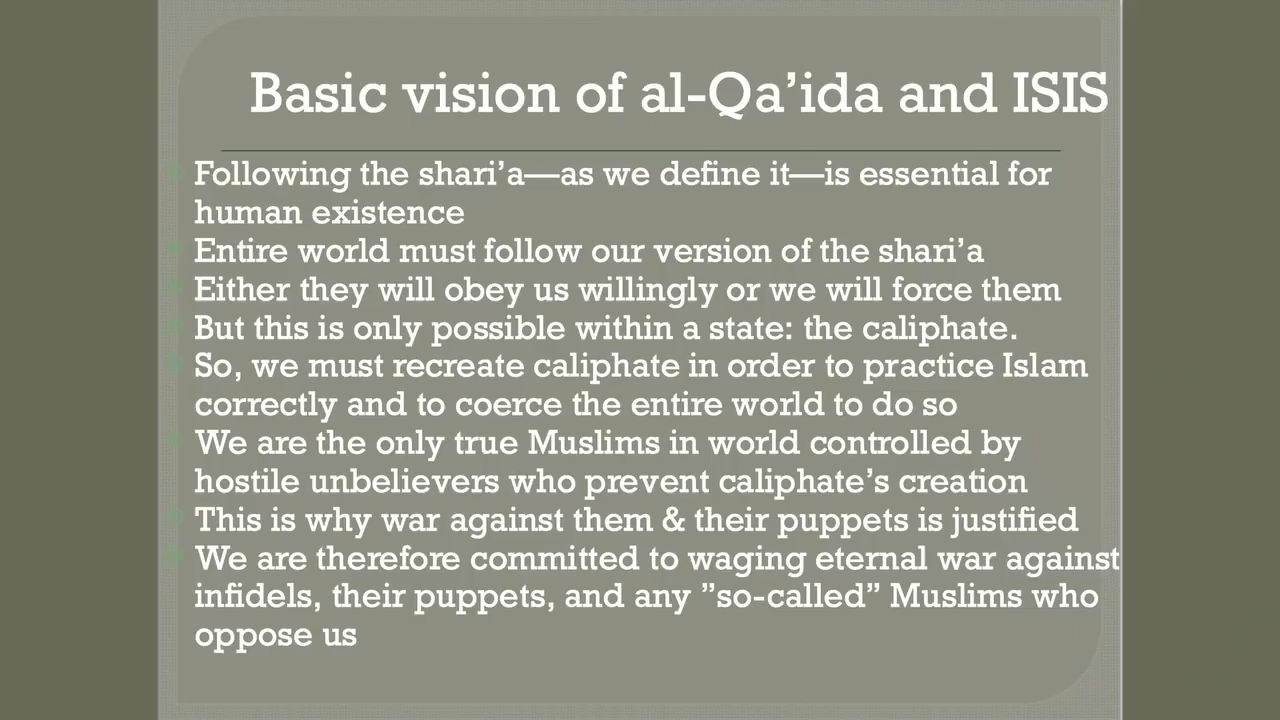 Basic vision of al-Qa’ida and ISIS
Following the shari’a—as we define it—is essential for
human existence
Entire world must follow our version of the shari’a
Either they will obey us willingly or we will force them
But this is only possible within a state: the caliphate.
So, we must recreate caliphate in order to practice Islam
correctly and to coerce the entire world to do so
We are the only true Muslims in world controlled by
hostile unbelievers who prevent caliphate’s creation
This is why war against them & their puppets is justified
We are therefore committed to waging eternal war against
infidels, their puppets, and any ”so-called” Muslims who
oppose us